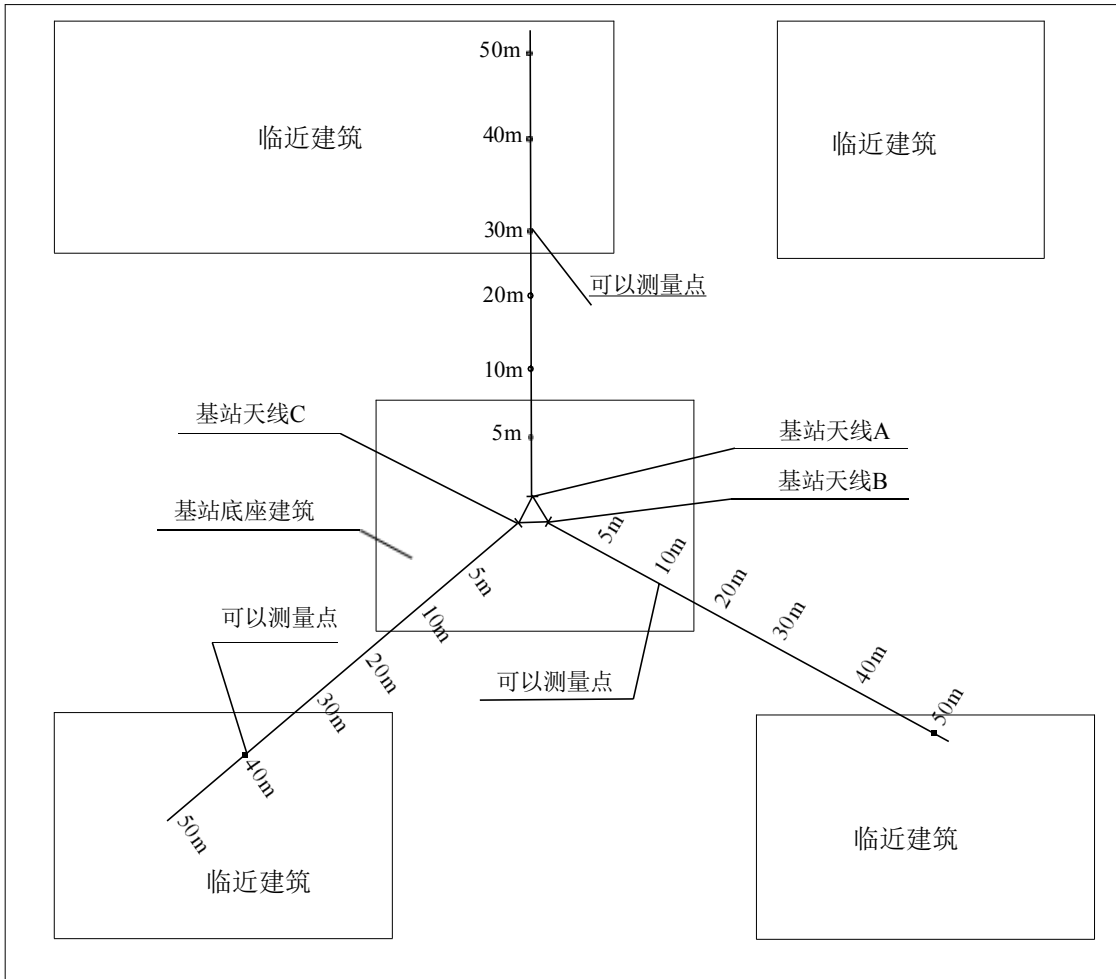 50m
临近建筑
40m
临近建筑
30m
可以测量点
20m
10m
基站天线C
5m
基站天线A
基站天线B
基站底座建筑
5m
10m
20m
30m
40m
50m
可以测量点
5m
10m
20m
30m
40m
50m
可以测量点
临近建筑
临近建筑